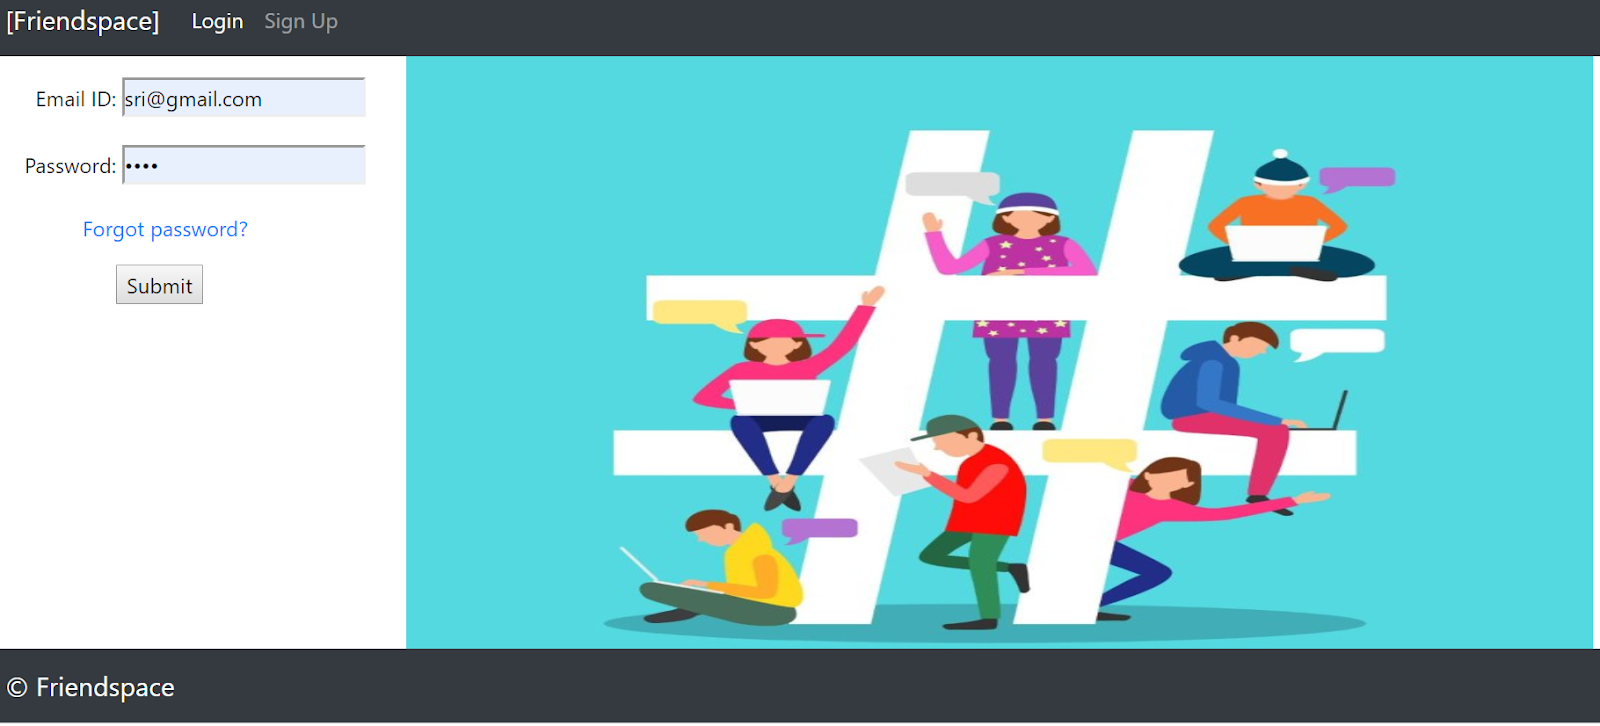 [Friendspace] Login Sign Up
Email ID: sri@gmail.com
Password: ••••
Forgot password?
Submit
© Friendspace